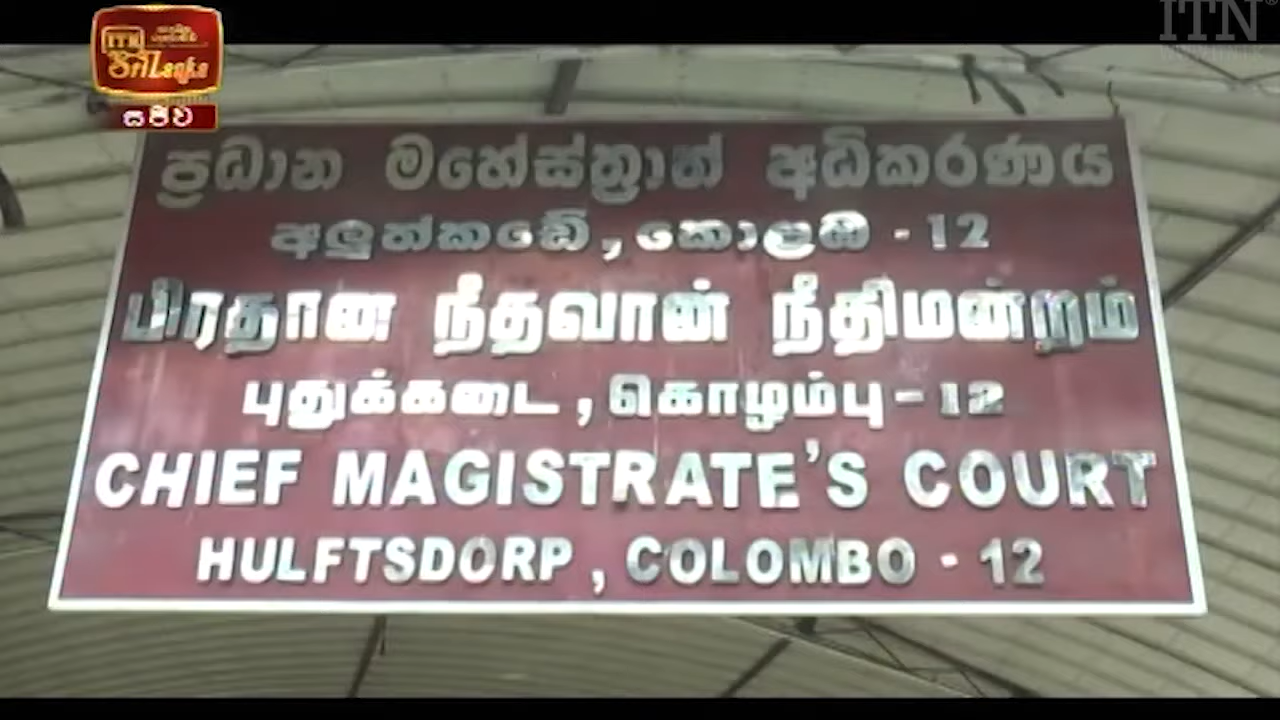 ITN
Sri Lanka
සජීව
ITN
ප්‍රධාන මහේස්ත්‍රාත් අධිකරණය
අලුත්කඩේ, කොළඹ - 12
பிரதான நீதவான் நீதிமன்றம்
புதுக்கடை, கொழம்பு - 12
CHIEF MAGISTRATE'S COURT
HULFTSDORP, COLOMBO - 12